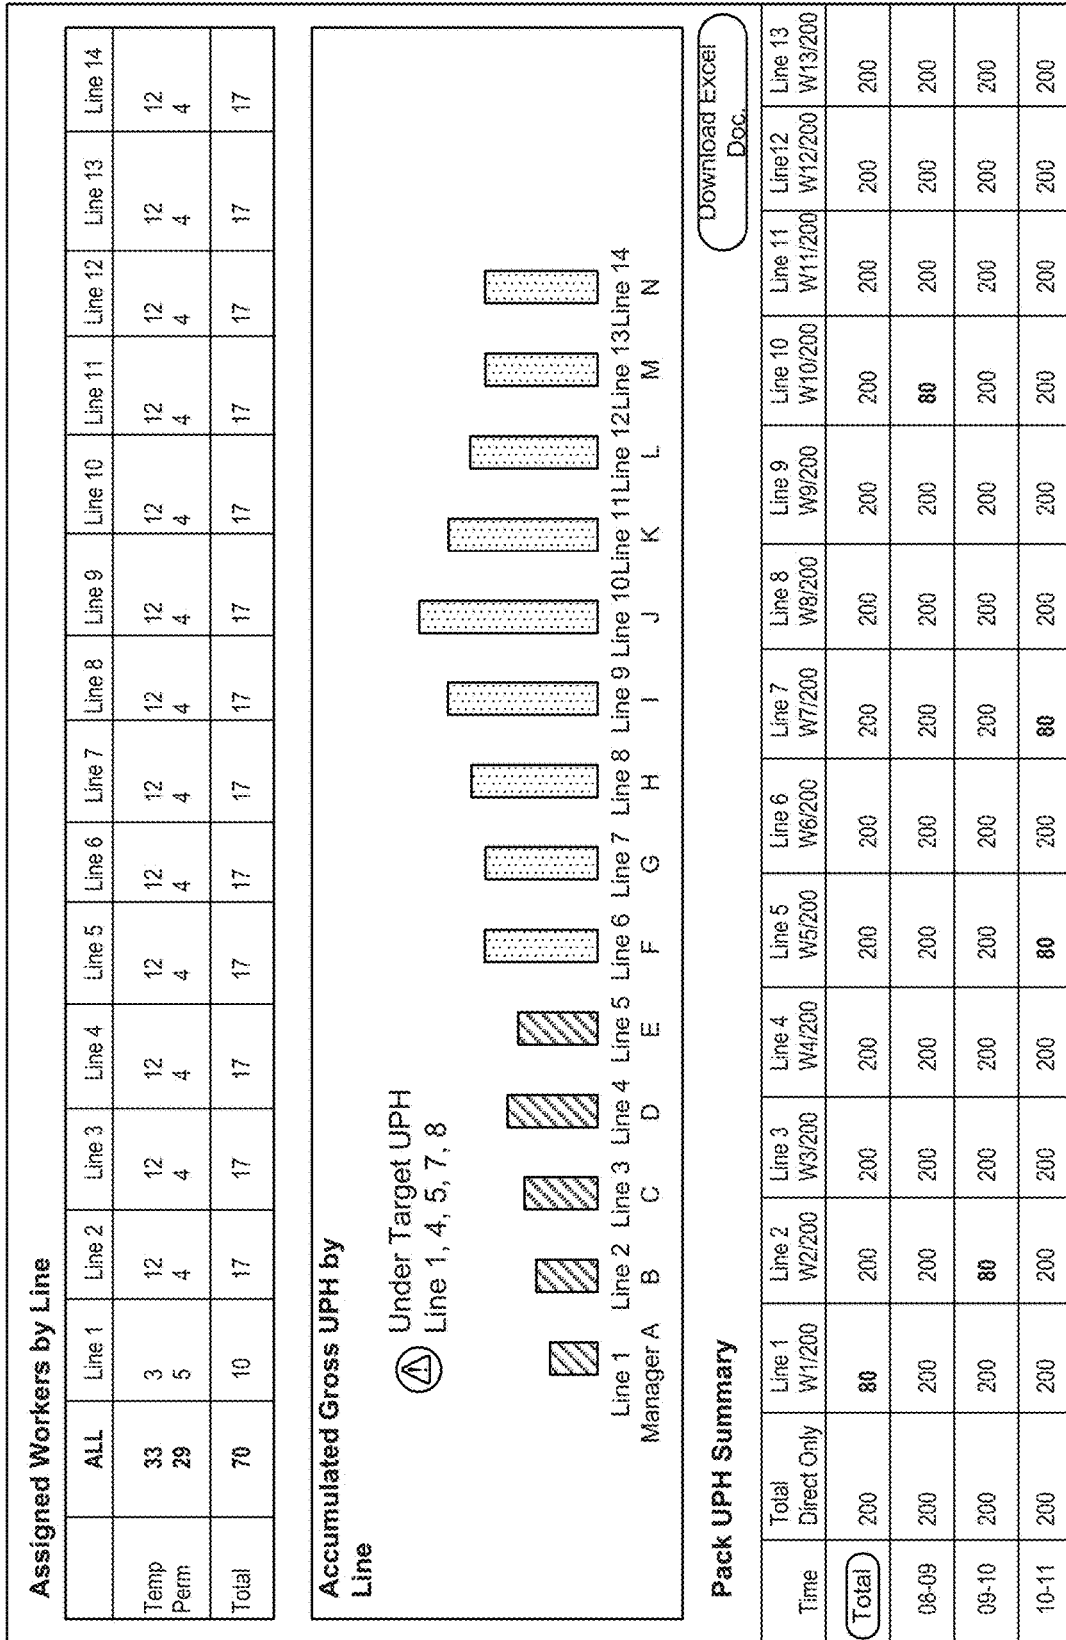 Assigned Workers by Line
ALL Line 1 Line 2 Line 3 Line 4 Line 5 Line 6 Line 7 Line 8 Line 9 Line 10 Line 11 Line 12 Line 13 Line 14
Temp 33 3 12 12 12 12 12 12 12 12 12 12 12 12 12
Perm 29 5 4 4 4 4 4 4 4 4 4 4 4 4 4
Total 70 10 17 17 17 17 17 17 17 17 17 17 17 17 17
Accumulated Gross UPH by
Line
Under Target UPH
Line 1, 4, 5, 7, 8
Line 1 Line 2 Line 3 Line 4 Line 5 Line 6 Line 7 Line 8 Line 9 Line 10 Line 11 Line 12 Line 13 Line 14
Manager A B C D E F G H I J K L M N
Pack UPH Summary
Download Excel
Doc.
Time Total Line 1 Line 2 Line 3 Line 4 Line 5 Line 6 Line 7 Line 8 Line 9 Line 10 Line 11 Line12 Line 13
Direct Only W1/200 W2/200 W3/200 W4/200 W5/200 W6/200 W7/200 W8/200 W9/200 W10/200 W11/200 W12/200 W13/200
Total 200 80 200 200 200 200 200 200 200 200 200 200 200 200
08-09 200 200 200 200 200 200 200 200 200 200 80 200 200 200
09-10 200 200 80 200 200 200 200 200 200 200 200 200 200 200
10-11 200 200 200 200 200 80 200 80 200 200 200 200 200 200